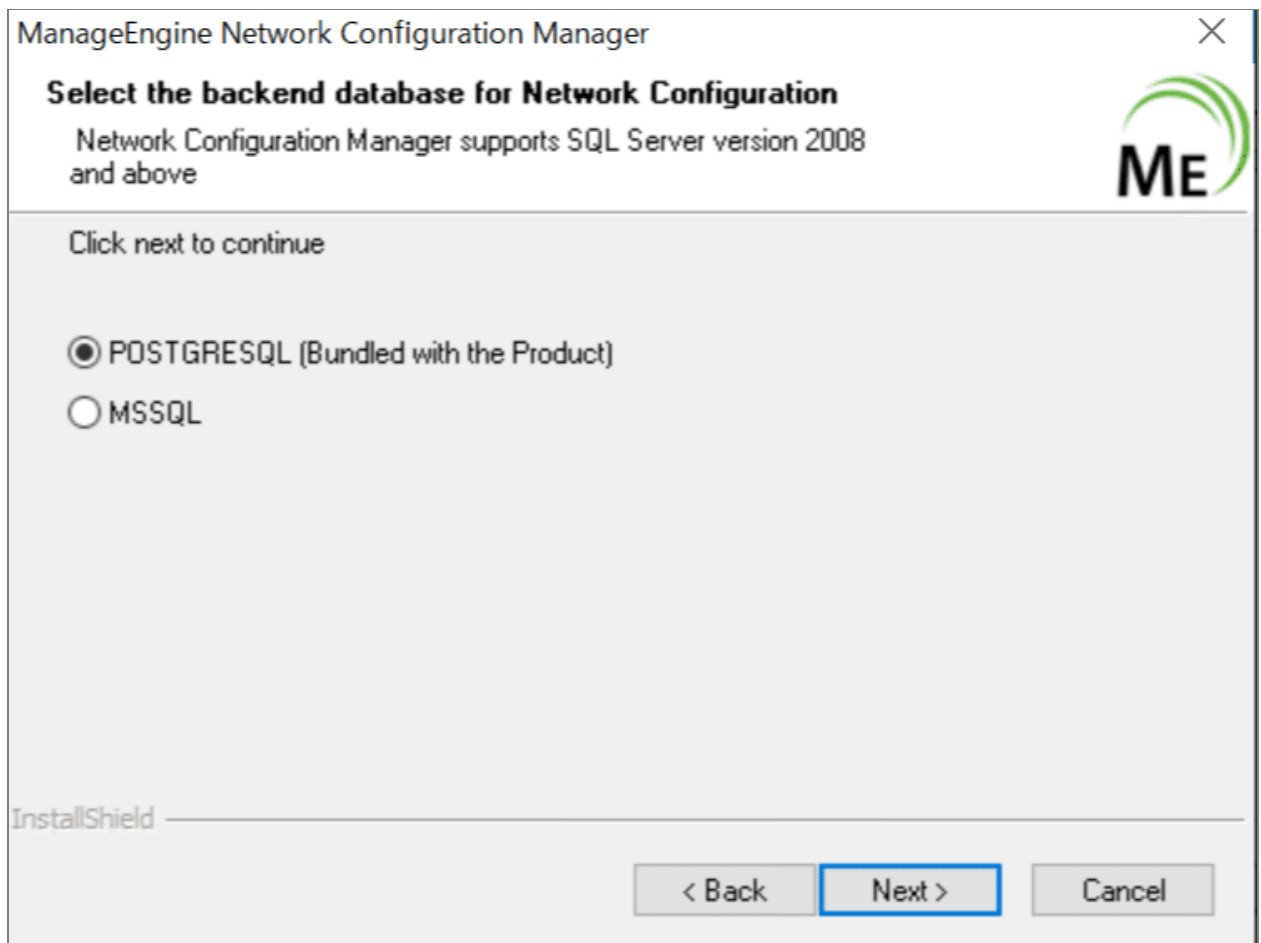 ManageEngine Network Configuration Manager
Select the backend database for Network Configuration
Network Configuration Manager supports SQL Server version 2008
and above
ME
Click next to continue
POSTGRESQL (Bundled with the Product)
MSSQL
InstallShield
< Back
Next >
Cancel